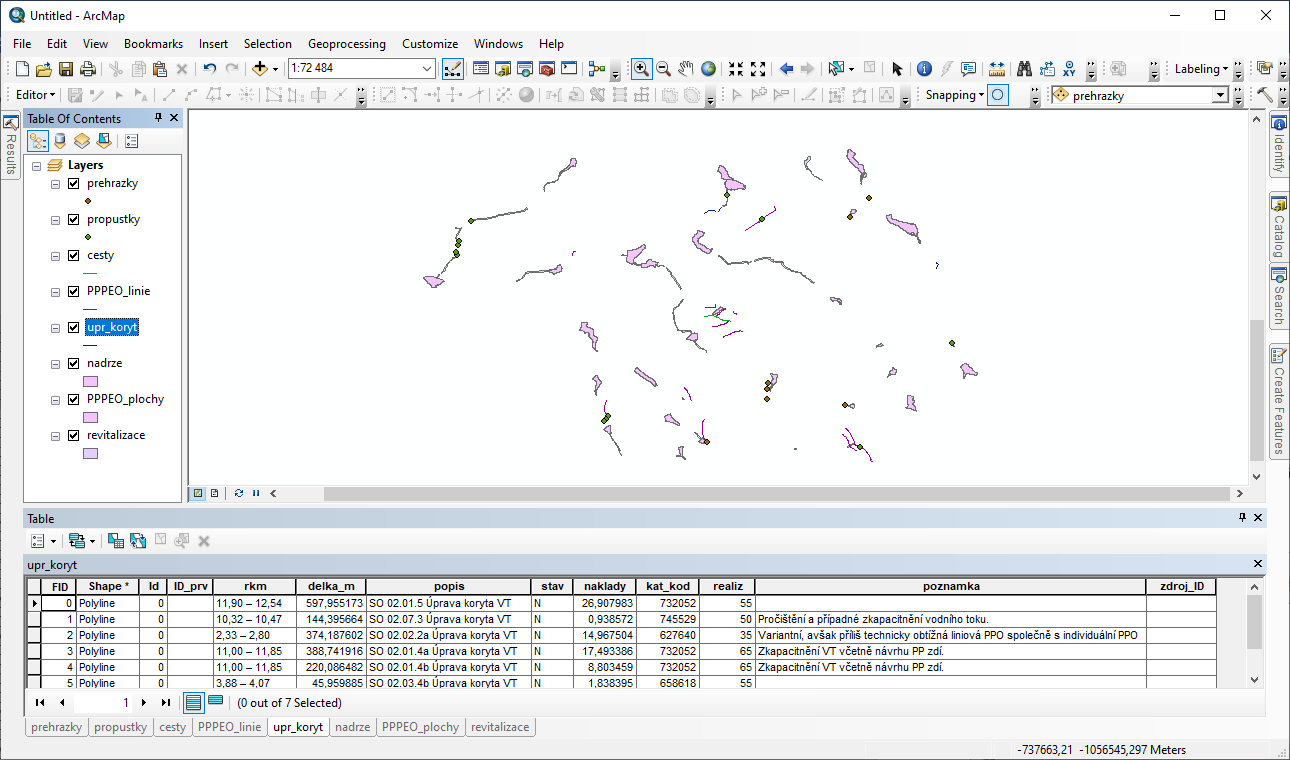 Untitled - ArcMap
File Edit View Bookmarks Insert Selection Geoprocessing Customize Windows Help
1:72 484
Labeling
Editor
Snapping
prehrazky
Results
Table Of Contents
Layers
prehrazky
propustky
cesty
PPPEO_linie
upr_koryt
nadrze
PPPEO_plochy
revitalizace
Identify
Catalog
Search
Create Features
Table
upr_koryt
FID Shape * Id ID_prv rkm delka_m popis stav naklady kat_kod realiz poznamka zdroj_ID
0 Polyline 0 11,90 – 12,54 597,955173 SO 02.01.5 Úprava koryta VT N 26,907983 732052 55
1 Polyline 0 10,32 – 10,47 144,395664 SO 02.07.3 Úprava koryta VT N 0,938572 745529 50 Pročištění a případné zkapacitnění vodního toku.
2 Polyline 0 2,33 – 2,80 374,187602 SO 02.02.2a Úprava koryta VT N 14,967504 627640 35 Variantní, avšak příliš technicky obtížná liniová PPO společně s individuální PPO
3 Polyline 0 11,00 – 11,85 388,741916 SO 02.01.4a Úprava koryta VT N 17,493386 732052 65 Zkapacitnění VT včetně návrhu PP zdí.
4 Polyline 0 11,00 – 11,85 220,086482 SO 02.01.4b Úprava koryta VT N 8,803459 732052 65 Zkapacitnění VT včetně návrhu PP zdí.
5 Polyline 0 3,88 – 4,07 45,959885 SO 02.03.4b Úprava koryta VT N 1,838395 658618 55
1 (0 out of 7 Selected)
prehrazky propustky cesty PPPEO_linie upr_koryt nadrze PPPEO_plochy revitalizace
-737663,21 -1056545,297 Meters